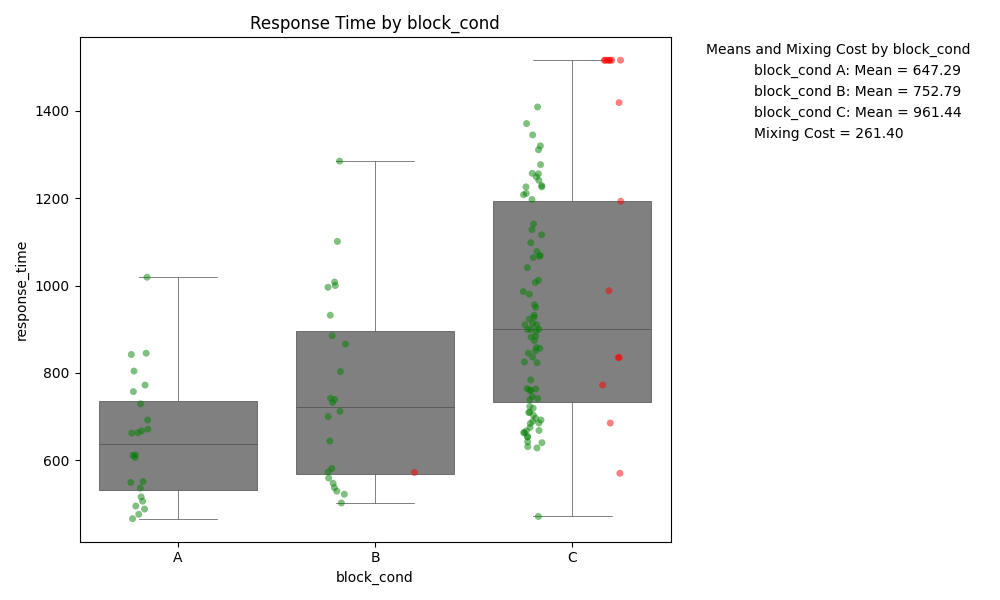 Response Time by block_cond
Means and Mixing Cost by block_cond
block_cond A: Mean = 647.29
block_cond B: Mean = 752.79
block_cond C: Mean = 961.44
Mixing Cost = 261.40
response_time
1400
1200
1000
800
600
A B C
block_cond